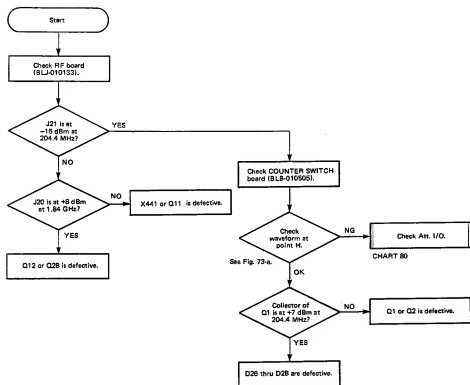 Start
Check RF board
(BLJ-010133).
J21 is at
-15 dBm at
204.4 MHz?
YES
NO
Check COUNTER SWITCH
board (BLB-010505).
J20 is at +8 dBm
at 1.84 GHz?
NO
X441 or Q11 is defective.
YES
Q12 or Q28 is defective.
Check
waveform at
point H.
NG
Check Att. I/O.
CHART 80
See Fig. 73-a.
OK
Collector of
Q1 is at +7 dBm at
204.4 MHz?
NO
Q1 or Q2 is defective.
YES
D26 thru D28 are defective.